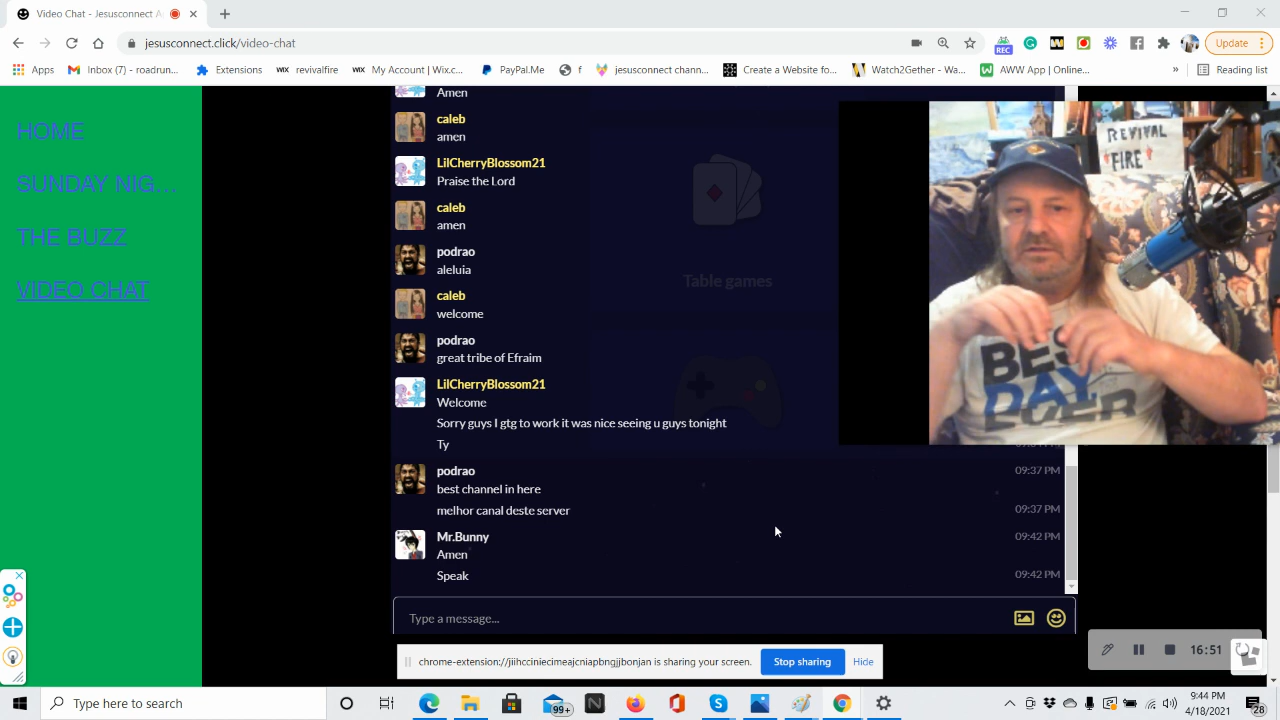 Video Chat - Jesusconnect A
jesusconnect.click/video-chat
REC
Update
Apps
Inbox (7) - roadrun...
Extensions
WIX revivalfire
WIX My Account | Wix.c...
PayPal.Me
f
jesusconnect chann...
Create a Website fo...
Watch2Gether - Wa...
AWW App | Online...
»
Reading list
HOME
SUNDAY NIG...
THE BUZZ
VIDEO CHAT
Amen
caleb
amen
LilCherryBlossom21
Praise the Lord
caleb
amen
podrao
aleluia
caleb
welcome
podrao
great tribe of Efraim
LilCherryBlossom21
Welcome
Sorry guys I gtg to work it was nice seeing u guys tonight
Ty
podrao
09:37 PM
best channel in here
melhor canal deste server
09:37 PM
Mr.Bunny
09:42 PM
Amen
Speak
09:42 PM
Table games
REVIVAL
FIRE
BEST
DAY
EVER
Type a message...
chrome-extension://jiihcciniecimeajcniapbngjjbonjan is sharing your screen.
Stop sharing
Hide
16:51
Type here to search
99+
9:44 PM
4/18/2021
28